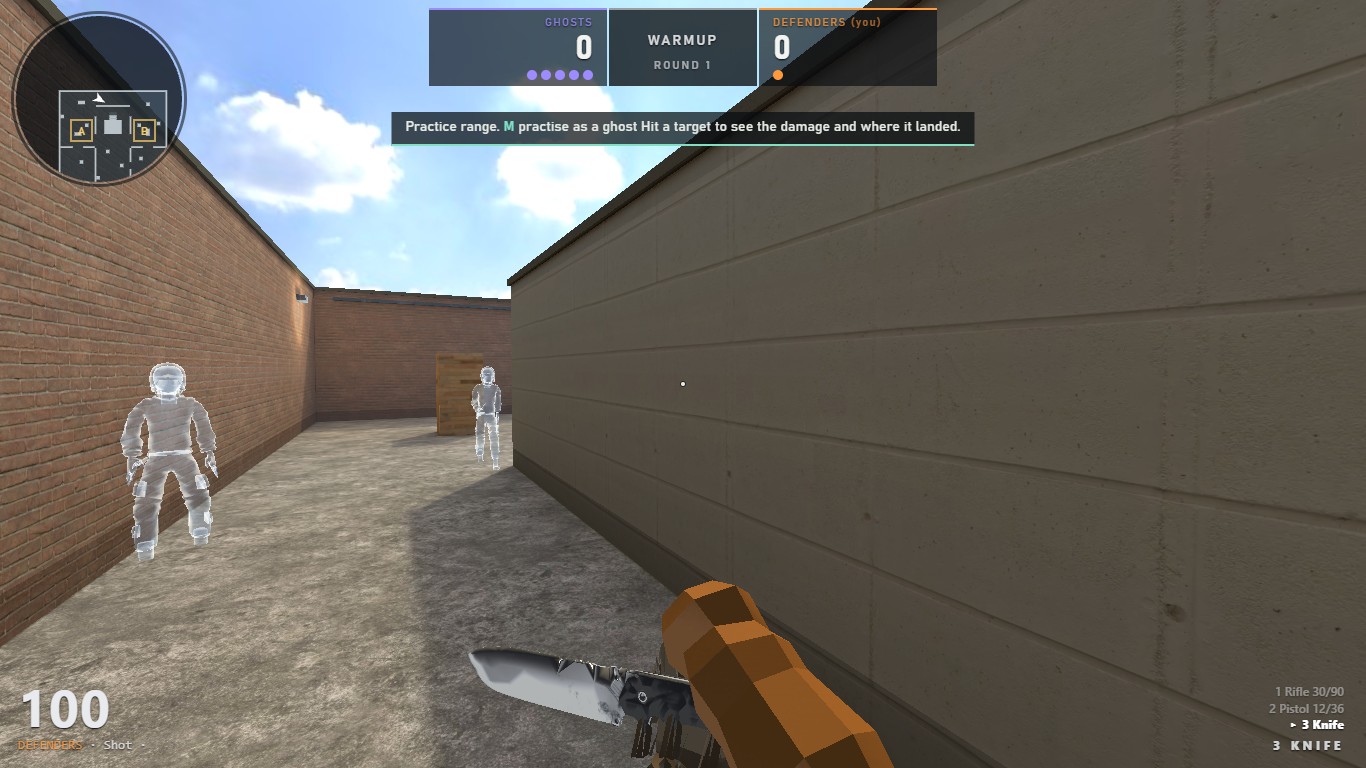 GHOSTS
0
WARMUP
ROUND 1
DEFENDERS (you)
0
A
B
Practice range. M practise as a ghost Hit a target to see the damage and where it landed.
100
DEFENDERS · Shot ·
1 Rifle 30/90
2 Pistol 12/36
▸ 3 Knife
3 KNIFE